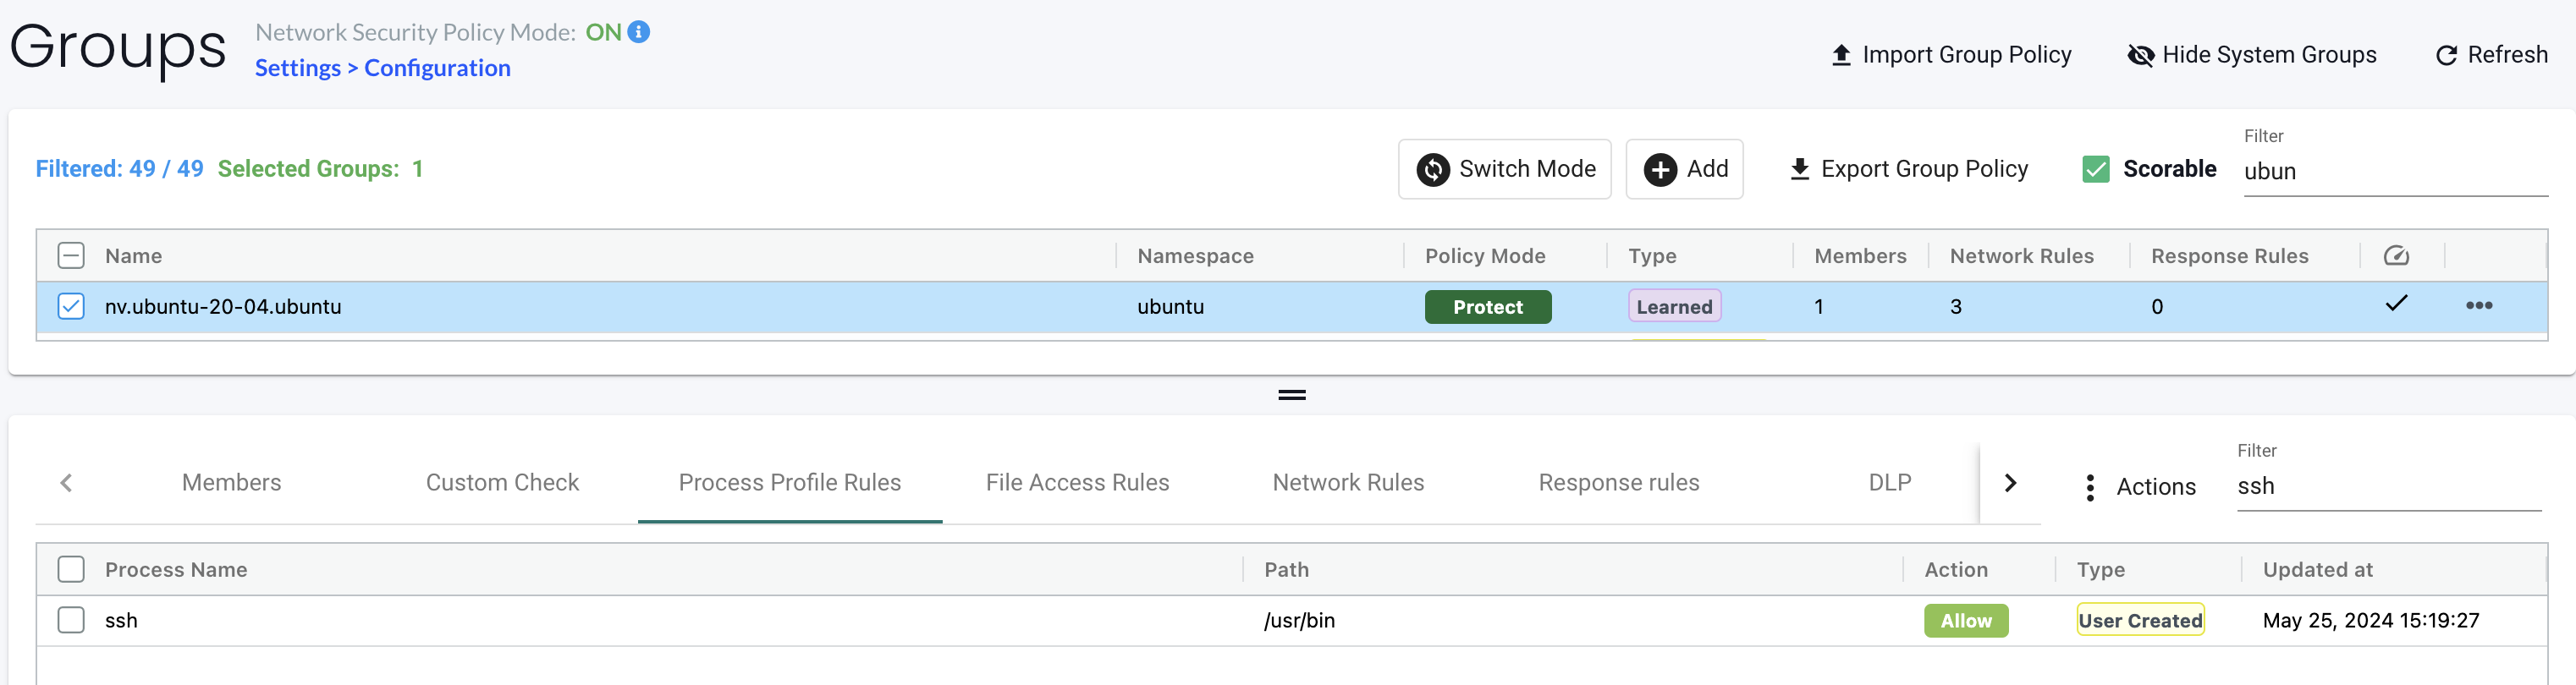 Groups
Network Security Policy Mode: ON
Settings > Configuration
Import Group Policy
Hide System Groups
Refresh
Filtered: 49 / 49 Selected Groups: 1
Switch Mode
Add
Export Group Policy
Scorable
Filter
ubun
Name Namespace Policy Mode Type Members Network Rules Response Rules
nv.ubuntu-20-04.ubuntu ubuntu Protect Learned 1 3 0
Members Custom Check Process Profile Rules File Access Rules Network Rules Response rules DLP
Actions
Filter
ssh
Process Name Path Action Type Updated at
ssh /usr/bin Allow User Created May 25, 2024 15:19:27